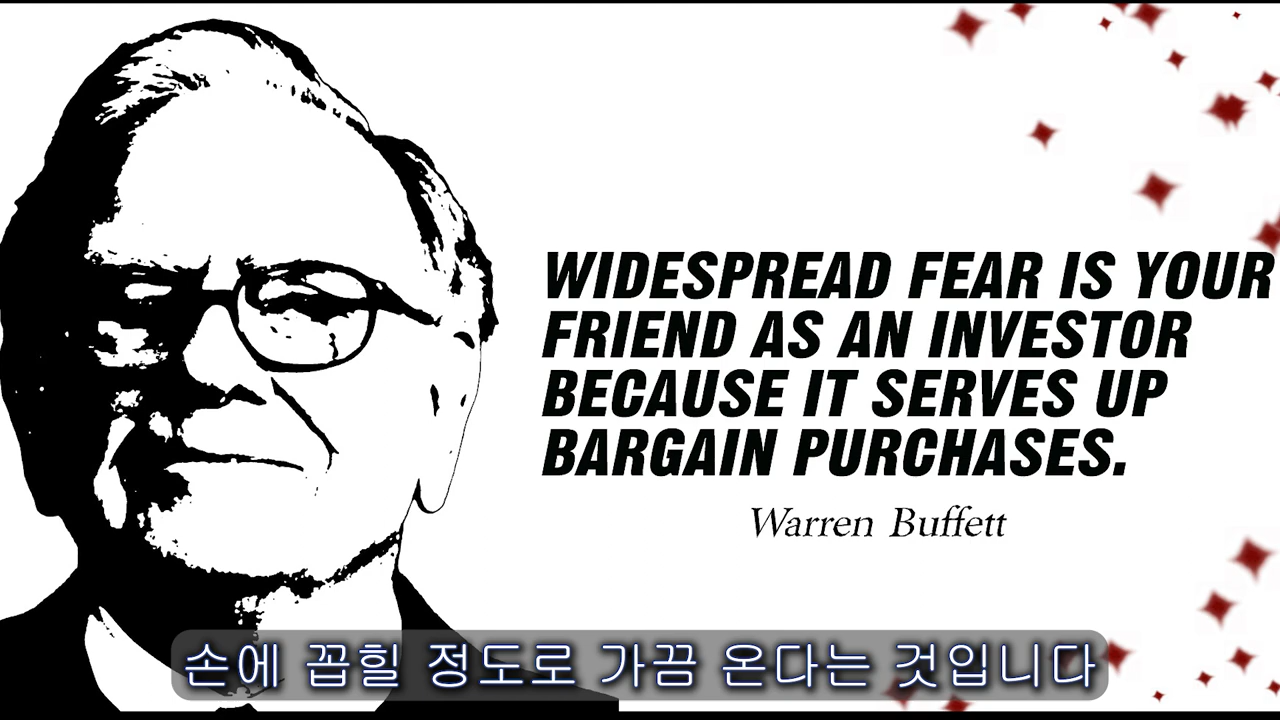 WIDESPREAD FEAR IS YOUR
FRIEND AS AN INVESTOR
BECAUSE IT SERVES UP
BARGAIN PURCHASES.
Warren Buffett
손에 꼽힐 정도로 가끔 온다는 것입니다